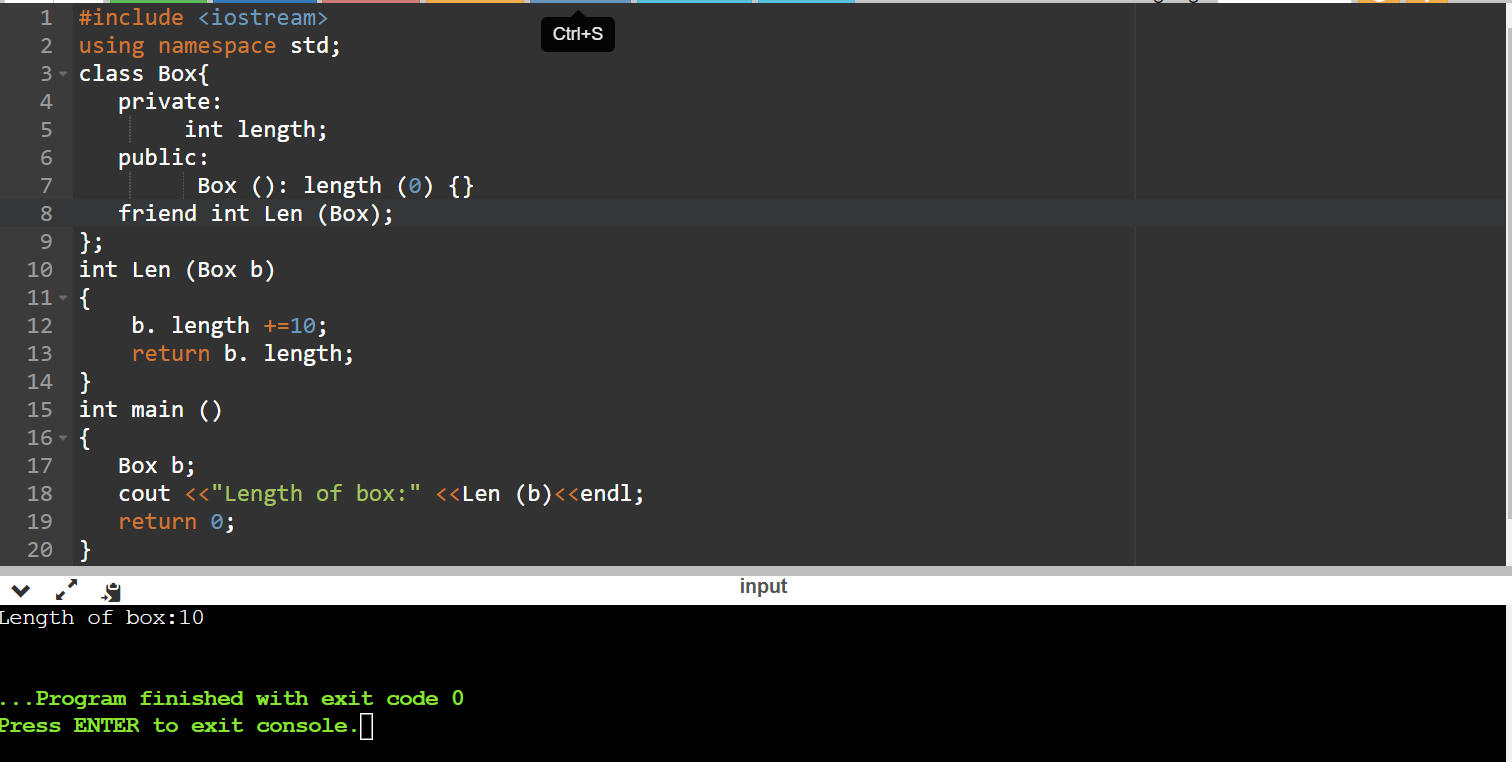 1 #include <iostream>
Ctrl+S
2 using namespace std;
3 class Box{
4 private:
5 int length;
6 public:
7 Box (): length (0) {}
8 friend int Len (Box);
9 };
10 int Len (Box b)
11 {
12 b. length +=10;
13 return b. length;
14 }
15 int main ()
16 {
17 Box b;
18 cout <<"Length of box:" <<Len (b)<<endl;
19 return 0;
20 }
input
Length of box:10
...Program finished with exit code 0
Press ENTER to exit console.